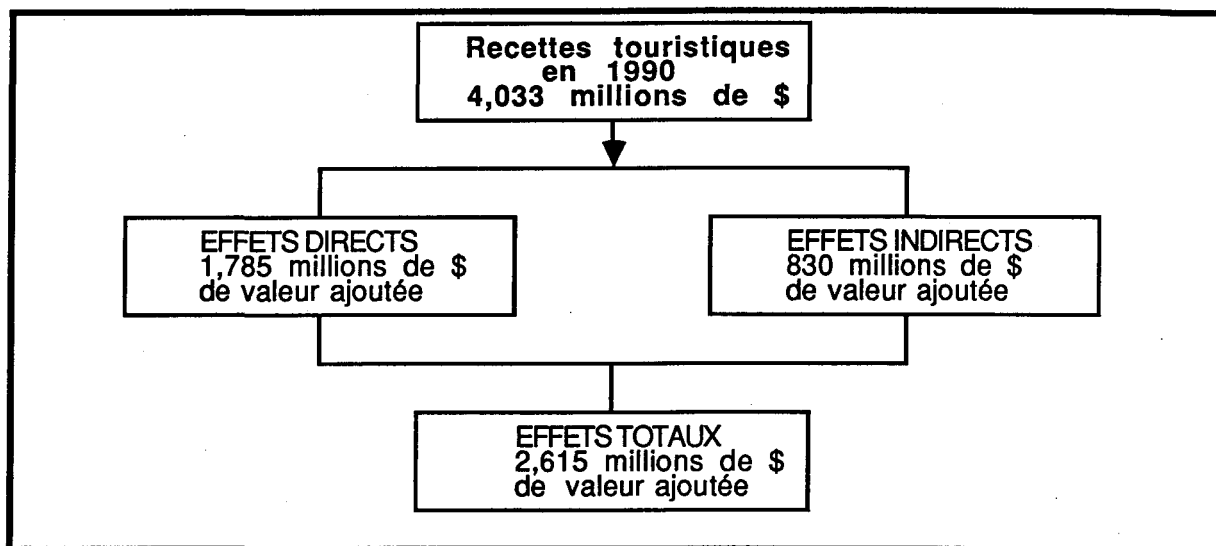 Recettes touristiques
en 1990
4,033 millions de $
EFFETS DIRECTS
1,785 millions de $
de valeur ajoutée
EFFETS INDIRECTS
830 millions de $
de valeur ajoutée
EFFETS TOTAUX
2,615 millions de $
de valeur ajoutée